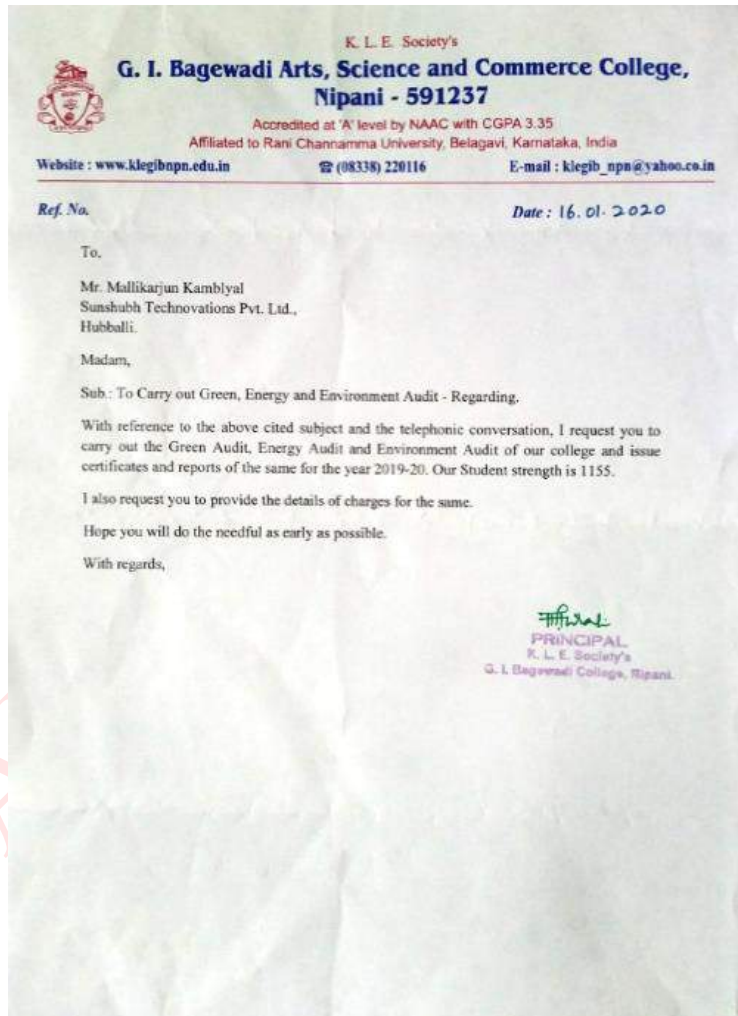 K. L. E. Society's
G. I. Bagewadi Arts, Science and Commerce College,
Nipani - 591237
Accredited at 'A' level by NAAC with CGPA 3.35
Affiliated to Rani Channamma University, Belagavi, Karnataka, India
Website : www.klegibnpn.edu.in ☎ (08338) 220116 E-mail : klegib_npn@yahoo.co.in
Ref. No. Date : 16.01.2020
To,
Mr. Mallikarjun Kamblyal
Sunshubh Technovations Pvt. Ltd.,
Hubballi.
Madam,
Sub.: To Carry out Green, Energy and Environment Audit - Regarding.
With reference to the above cited subject and the telephonic conversation, I request you to
carry out the Green Audit, Energy Audit and Environment Audit of our college and issue
certificates and reports of the same for the year 2019-20. Our Student strength is 1155.
I also request you to provide the details of charges for the same.
Hope you will do the needful as early as possible.
With regards,
PRINCIPAL
K. L. E. Society's
G. I. Bagewadi College, Nipani.